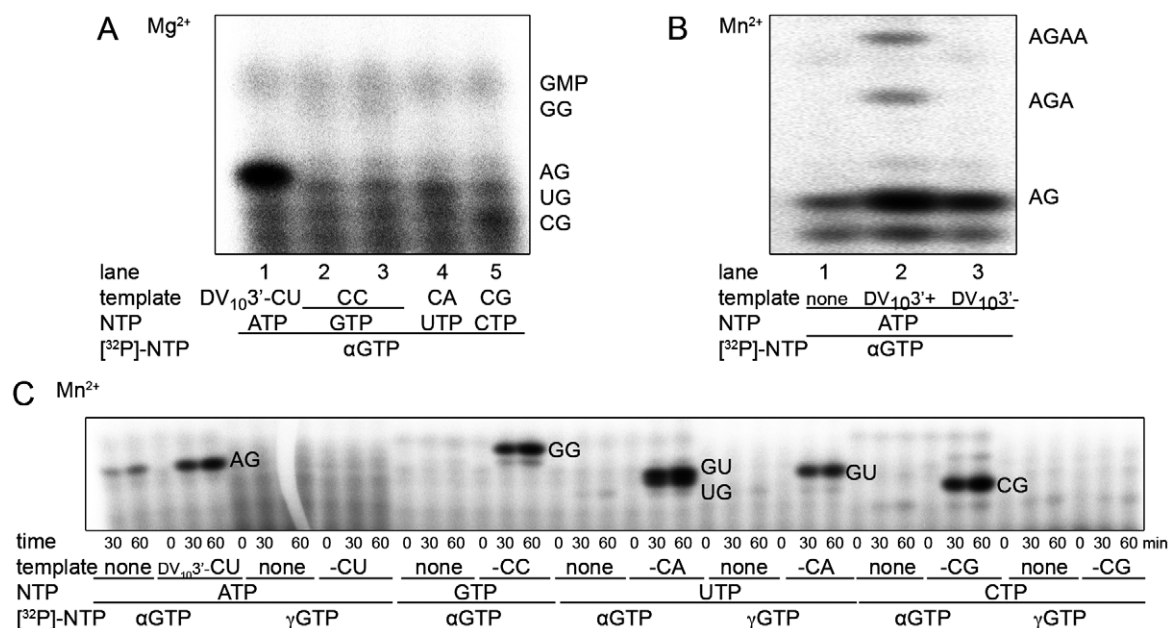 A Mg²⁺
GMP
GG
AG
UG
CG
lane 1 2 3 4 5
template DV₁₀3'-CU CC CA CG
NTP ATP GTP UTP CTP
[³²P]-NTP αGTP
B Mn²⁺
AGAA
AGA
AG
lane 1 2 3
template none DV₁₀3'+ DV₁₀3'-
NTP ATP
[³²P]-NTP αGTP
C Mn²⁺
AG GG GU UG GU CG
time 30 60 0 30 60 0 30 60 0 30 60 0 30 60 0 30 60 0 30 60 0 30 60 0 30 60 0 30 60 0 30 60 0 30 60 0 30 60 0 30 60 min
template none DV₁₀3'-CU none -CU none -CC none -CA none -CA none -CG none -CG
NTP ATP GTP UTP CTP
[³²P]-NTP αGTP γGTP αGTP αGTP γGTP αGTP γGTP